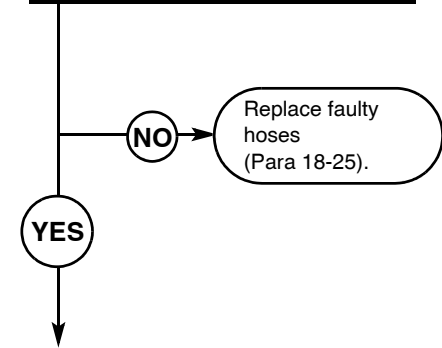 NO
Replace faulty
hoses
(Para 18-25).
YES